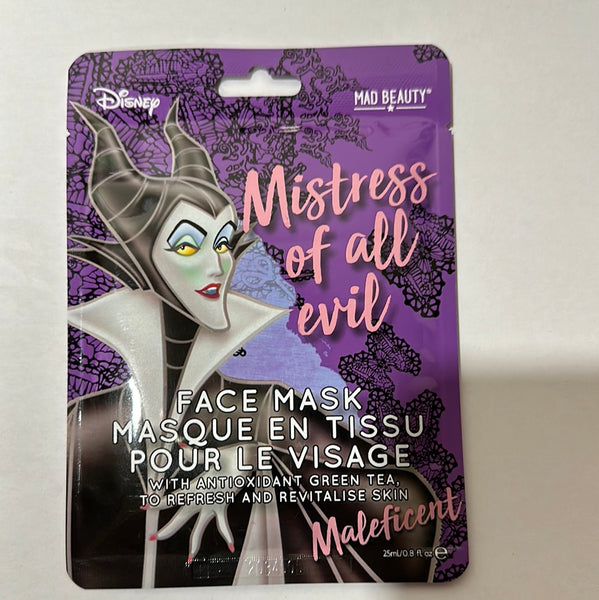 Disney
MAD BEAUTY
Mistress
of all
evil
FACE MASK
MASQUE EN TISSU
POUR LE VISAGE
WITH ANTIOXIDANT GREEN TEA,
TO REFRESH AND REVITALISE SKIN
Maleficent
25ml/0.8 fl. oz ℮